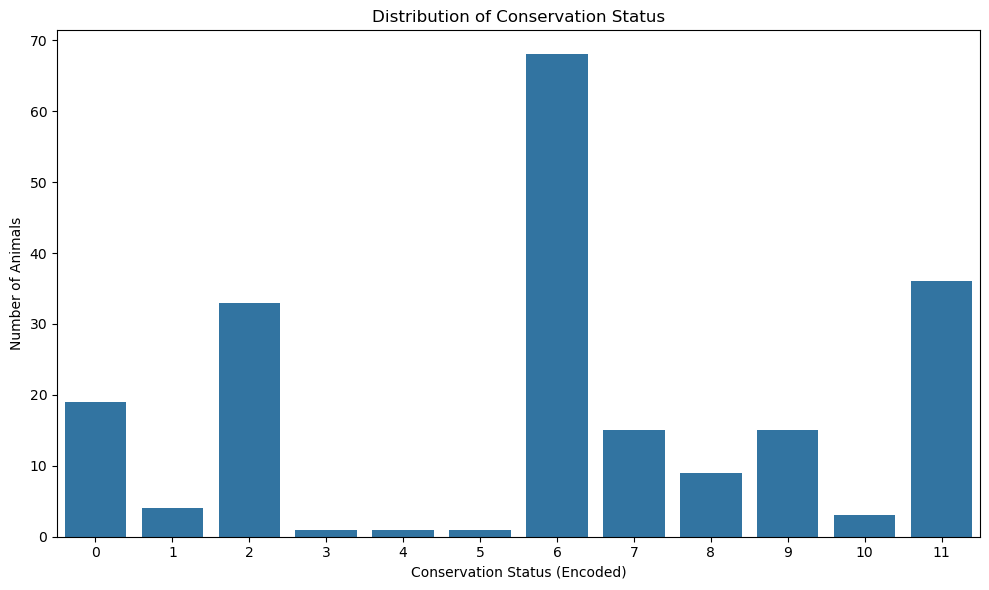 Distribution of Conservation Status
70
60
50
40
30
20
10
0
Number of Animals
0 1 2 3 4 5 6 7 8 9 10 11
Conservation Status (Encoded)